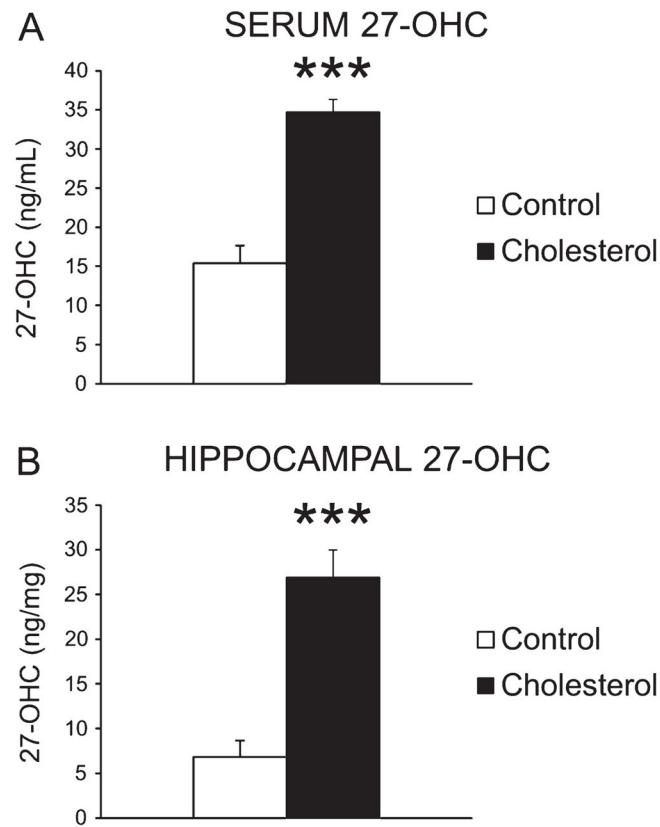 A
SERUM 27-OHC
***
40
35
30
25
20
15
10
5
0
27-OHC (ng/mL)
Control
Cholesterol
B
HIPPOCAMPAL 27-OHC
***
35
30
25
20
15
10
5
0
27-OHC (ng/mg)
Control
Cholesterol